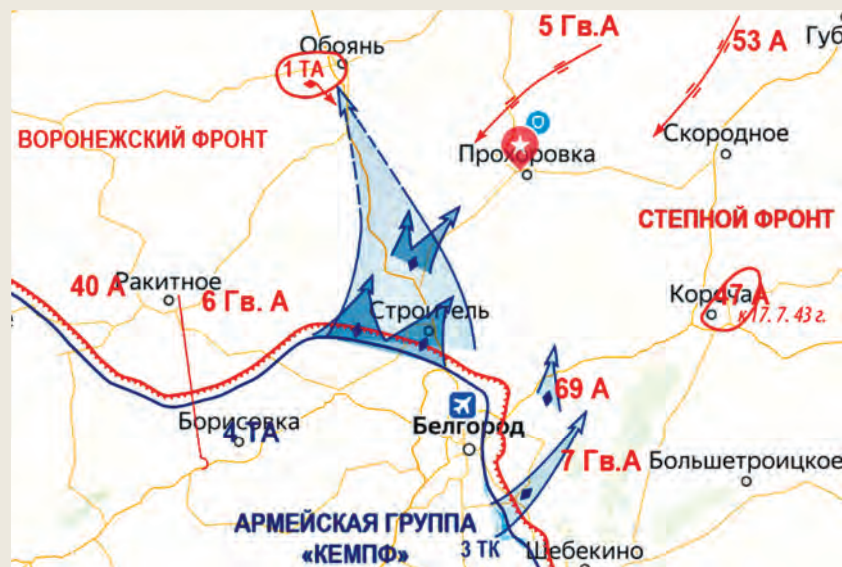 Обоянь
1 ТА
5 Гв.А
53 А
Губ
ВОРОНЕЖСКИЙ ФРОНТ
Прохоровка
Скородное
СТЕПНОЙ ФРОНТ
40 А
Ракитное
6 Гв. А
Строитель
Короча
47 А
к 17. 7. 43 г.
е
69 А
Борисовка
4 ТА
Белгород
7 Гв.А
Большетроицкое
АРМЕЙСКАЯ ГРУППА
«КЕМПФ»
3 ТК
Шебекино